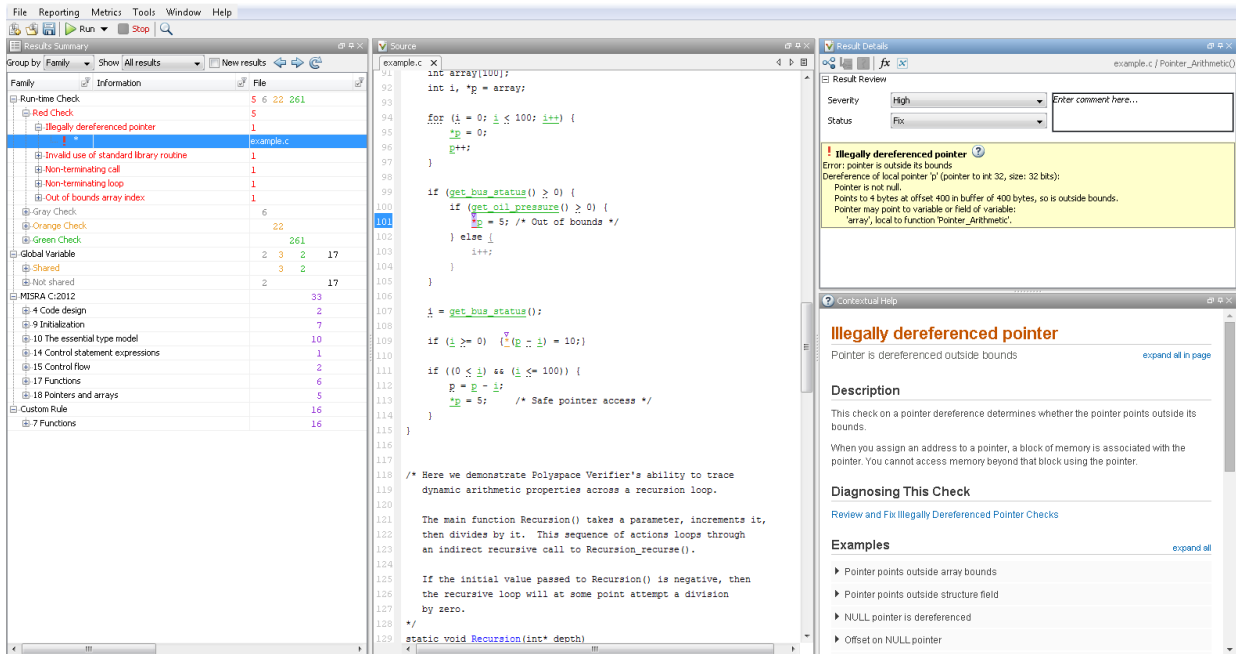 File Reporting Metrics Tools Window Help
Run Stop
Results Summary
Group by Family Show All results New results
Family Information File
Run-time Check 5 6 22 261
Red Check 5
Illegally dereferenced pointer 1
! * example.c
Invalid use of standard library routine 1
Non-terminating call 1
Non-terminating loop 1
Out of bounds array index 1
Gray Check 6
Orange Check 22
Green Check 261
Global Variable 2 3 2 17
Shared 3 2
Not shared 2 17
MISRA C:2012 33
4 Code design 2
9 Initialization 7
10 The essential type model 10
14 Control statement expressions 1
15 Control flow 2
17 Functions 6
18 Pointers and arrays 5
Custom Rule 16
7 Functions 16
Source
example.c x
91 int array[100];
92 int i, *p = array;
93
94 for (i = 0; i < 100; i++) {
95 *p = 0;
96 p++;
97 }
98
99 if (get_bus_status() > 0) {
100 if (get_oil_pressure() > 0) {
101 *p = 5; /* Out of bounds */
102 } else {
103 i++;
104 }
105 }
106
107 i = get_bus_status();
108
109 if (i >= 0) {*(p - i) = 10;}
110
111 if ((0 < i) && (i <= 100)) {
112 p = p - i;
113 *p = 5; /* Safe pointer access */
114 }
115 }
116
117
118 /* Here we demonstrate Polyspace Verifier's ability to trace
119 dynamic arithmetic properties across a recursion loop.
120
121 The main function Recursion() takes a parameter, increments it,
122 then divides by it. This sequence of actions loops through
123 an indirect recursive call to Recursion_recurse().
124
125 If the initial value passed to Recursion() is negative, then
126 the recursive loop will at some point attempt a division
127 by zero.
128 */
129 static void Recursion(int* depth)
Result Details
fx example.c / Pointer_Arithmetic()
Result Review
Severity High Enter comment here...
Status Fix
! Illegally dereferenced pointer ?
Error: pointer is outside its bounds
Dereference of local pointer 'p' (pointer to int 32, size: 32 bits):
Pointer is not null.
Points to 4 bytes at offset 400 in buffer of 400 bytes, so is outside bounds.
Pointer may point to variable or field of variable:
'array', local to function 'Pointer_Arithmetic'.
Contextual Help
Illegally dereferenced pointer
Pointer is dereferenced outside bounds expand all in page
Description
This check on a pointer dereference determines whether the pointer points outside its
bounds.
When you assign an address to a pointer, a block of memory is associated with the
pointer. You cannot access memory beyond that block using the pointer.
Diagnosing This Check
Review and Fix Illegally Dereferenced Pointer Checks
Examples expand all
Pointer points outside array bounds
Pointer points outside structure field
NULL pointer is dereferenced
Offset on NULL pointer